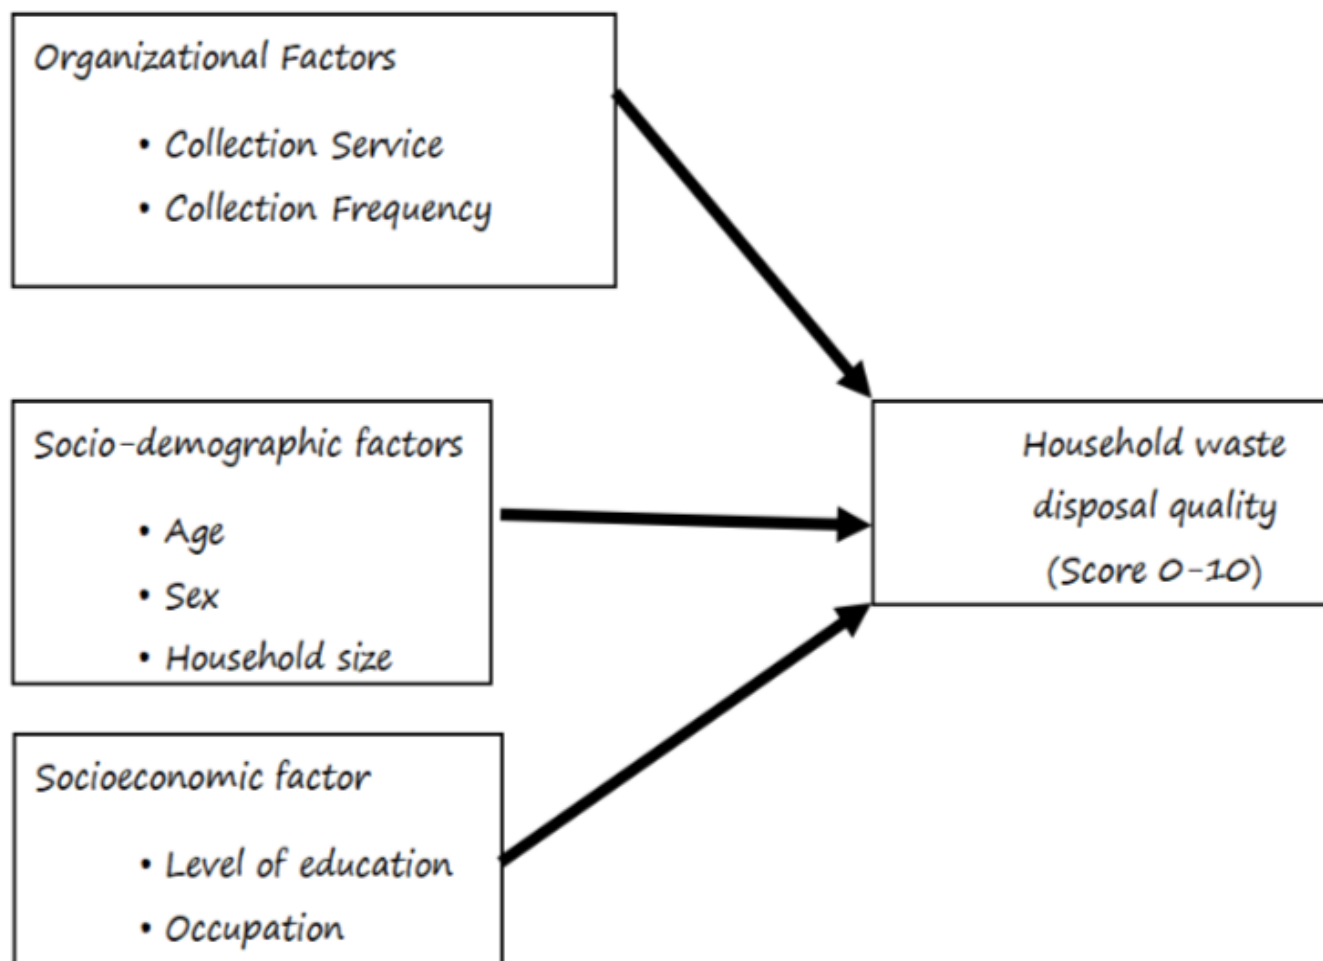 Organizational Factors
• Collection Service
• Collection Frequency
Socio-demographic factors
• Age
• Sex
• Household size
Socioeconomic factor
• Level of education
• Occupation
Household waste
disposal quality
(Score 0-10)